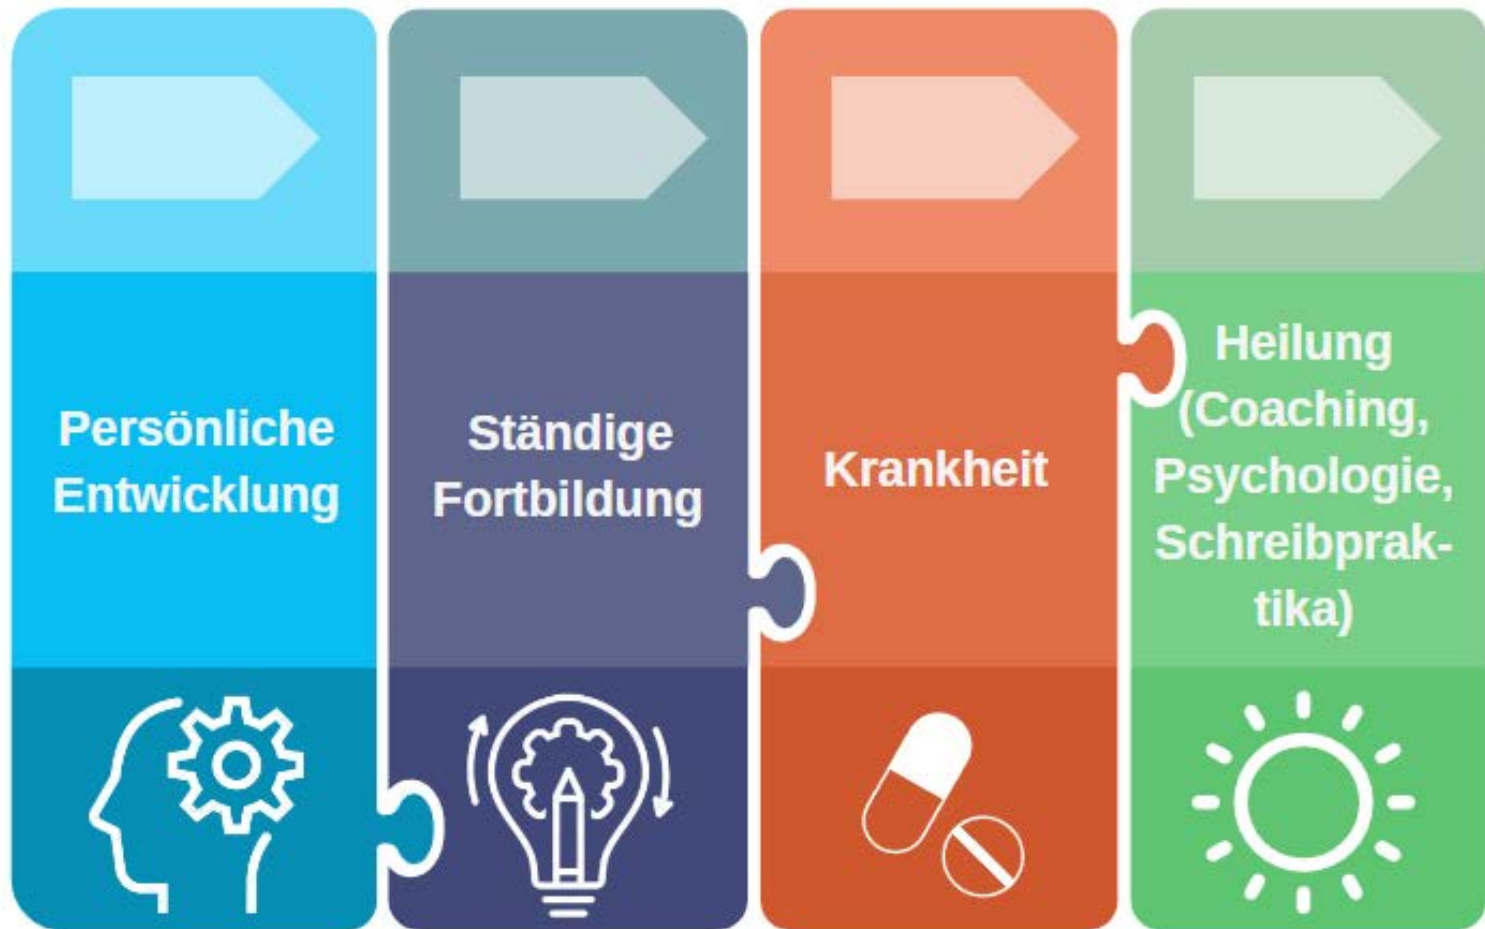 Persönliche
Entwicklung
Ständige
Fortbildung
Krankheit
Heilung
(Coaching,
Psychologie,
Schreibprak-
tika)